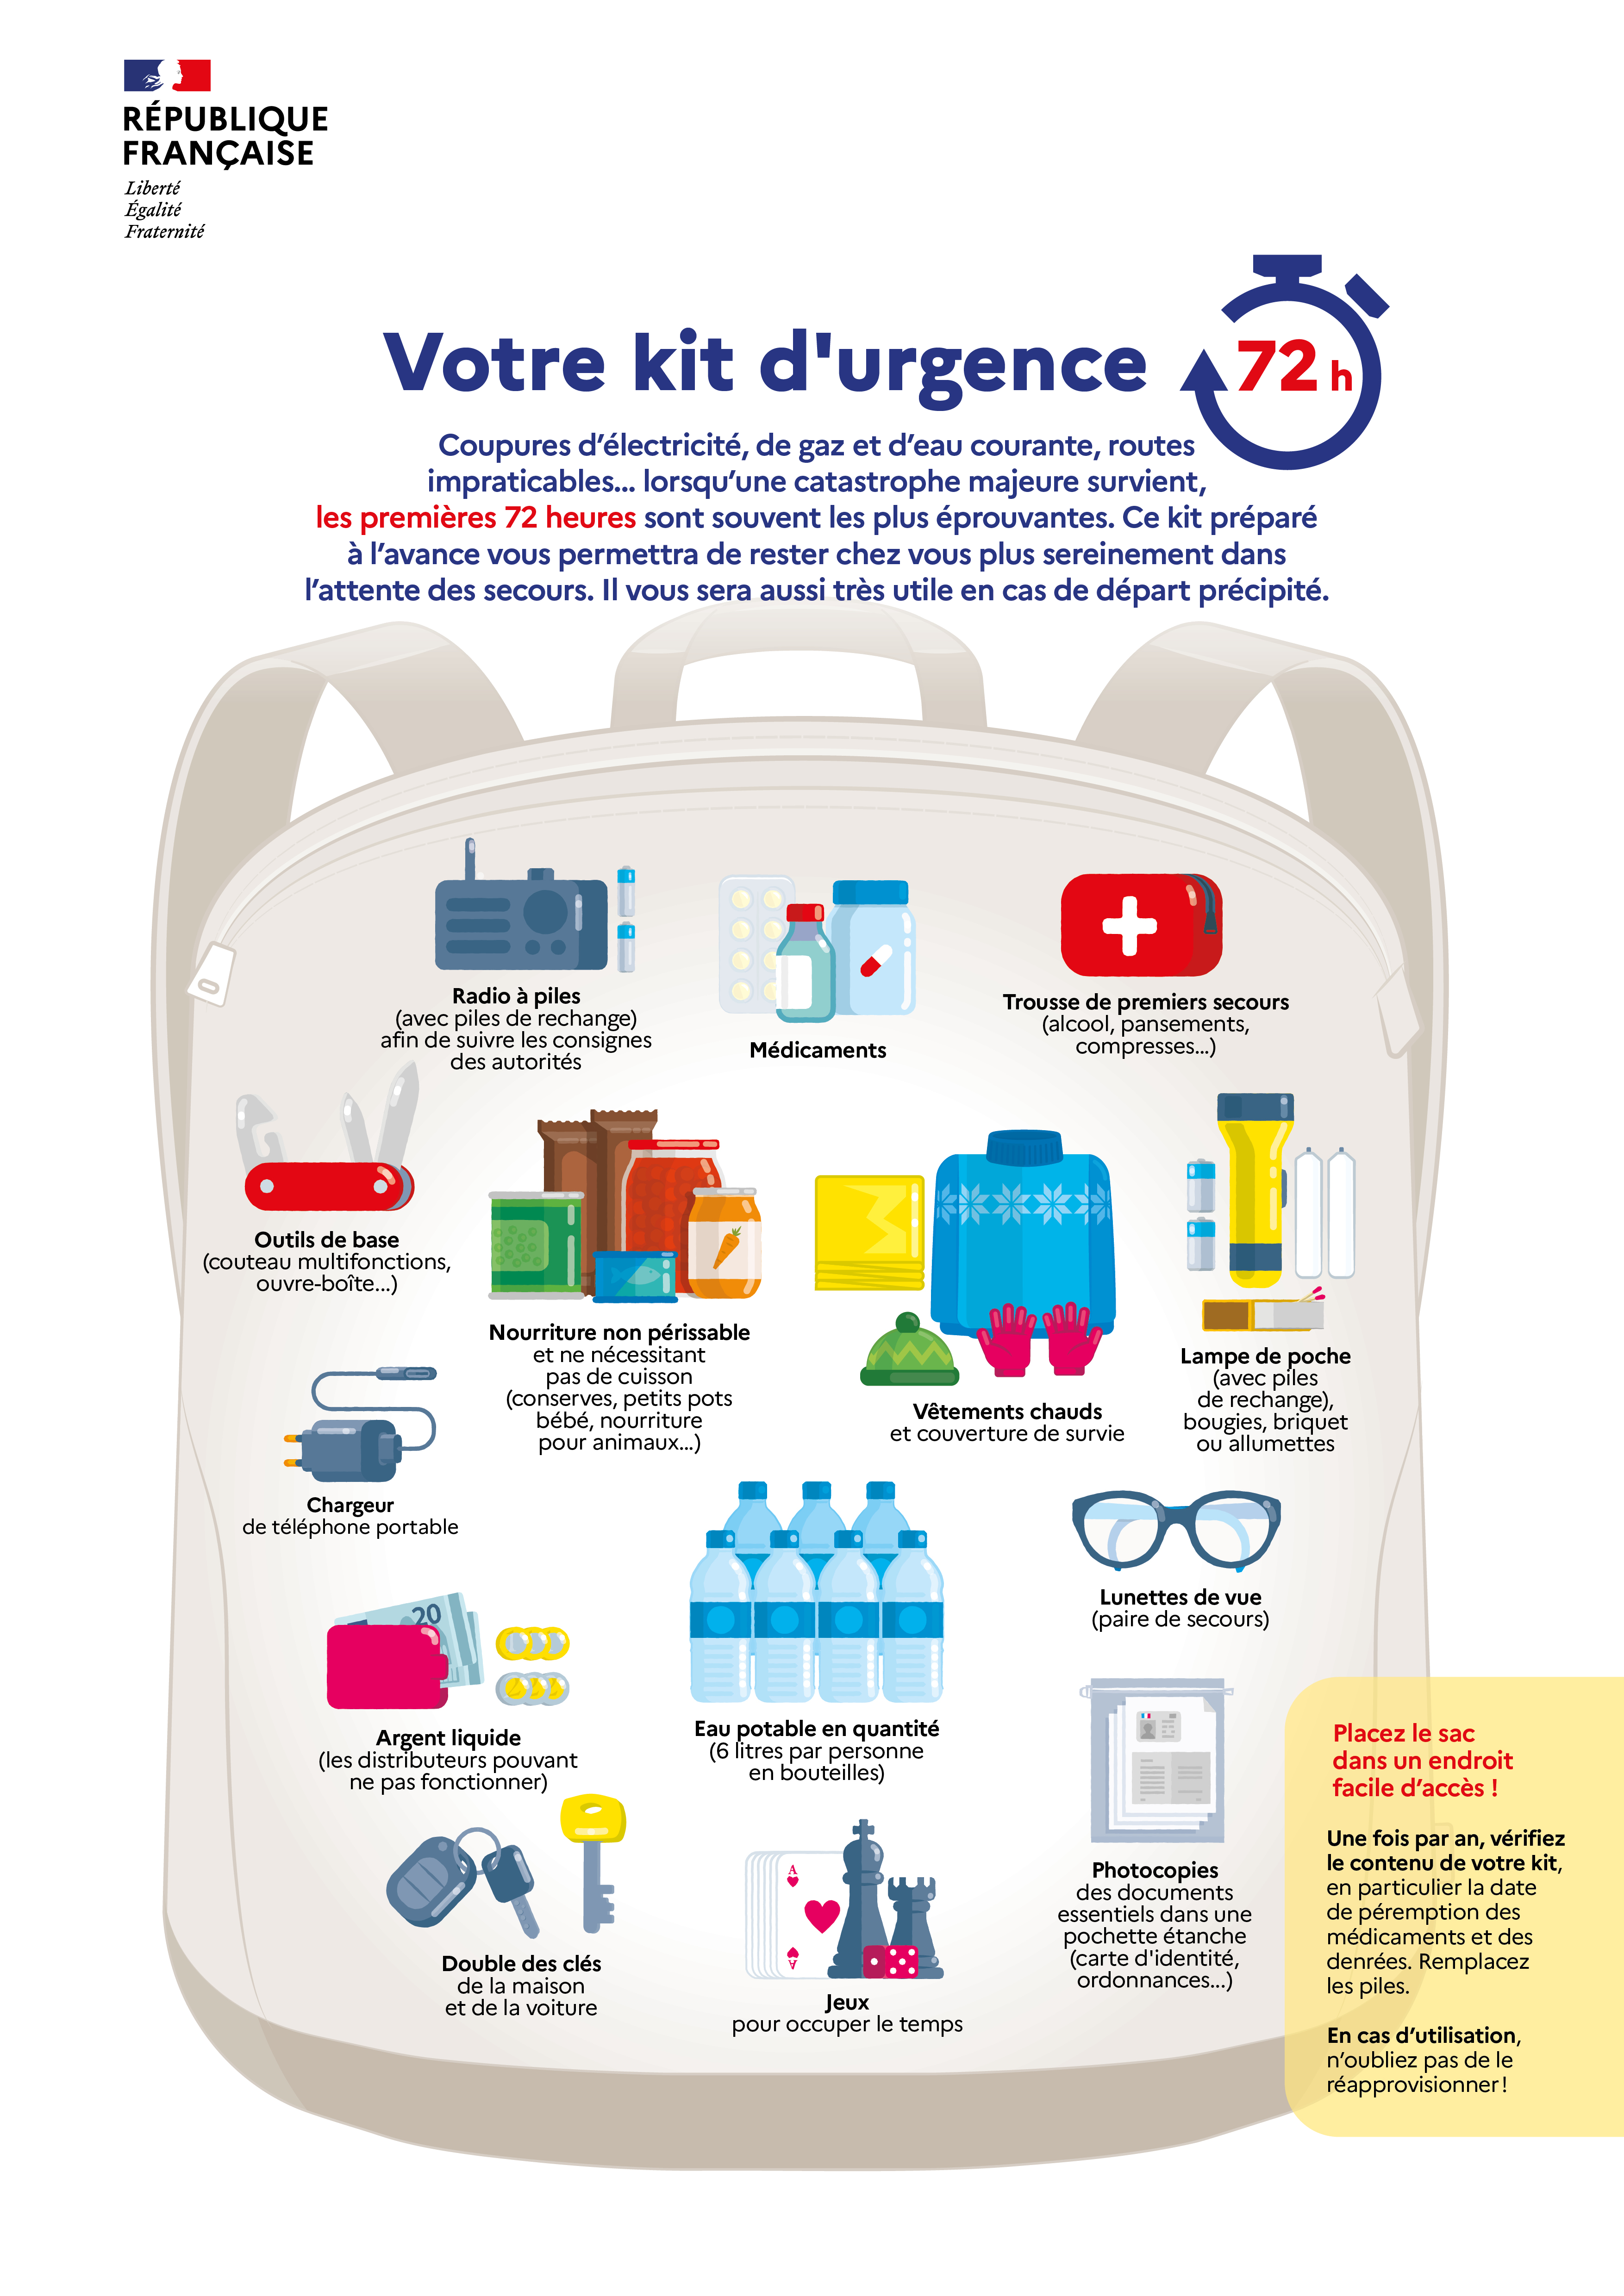 RÉPUBLIQUE
FRANÇAISE
Liberté
Égalité
Fraternité
Votre kit d'urgence
72 h
Coupures d’électricité, de gaz et d’eau courante, routes
impraticables... lorsqu’une catastrophe majeure survient,
les premières 72 heures sont souvent les plus éprouvantes. Ce kit préparé
à l’avance vous permettra de rester chez vous plus sereinement dans
l’attente des secours. Il vous sera aussi très utile en cas de départ précipité.
Radio à piles
(avec piles de rechange)
afin de suivre les consignes
des autorités
Médicaments
Trousse de premiers secours
(alcool, pansements,
compresses...)
Outils de base
(couteau multifonctions,
ouvre-boîte...)
Nourriture non périssable
et ne nécessitant
pas de cuisson
(conserves, petits pots
bébé, nourriture
pour animaux...)
Vêtements chauds
et couverture de survie
Lampe de poche
(avec piles
de rechange),
bougies, briquet
ou allumettes
Chargeur
de téléphone portable
Lunettes de vue
(paire de secours)
20
Argent liquide
(les distributeurs pouvant
ne pas fonctionner)
Eau potable en quantité
(6 litres par personne
en bouteilles)
Photocopies
des documents
essentiels dans une
pochette étanche
(carte d'identité,
ordonnances...)
Double des clés
de la maison
et de la voiture
A
A
Jeux
pour occuper le temps
Placez le sac
dans un endroit
facile d’accès !
Une fois par an, vérifiez
le contenu de votre kit,
en particulier la date
de péremption des
médicaments et des
denrées. Remplacez
les piles.
En cas d’utilisation,
n’oubliez pas de le
réapprovisionner !